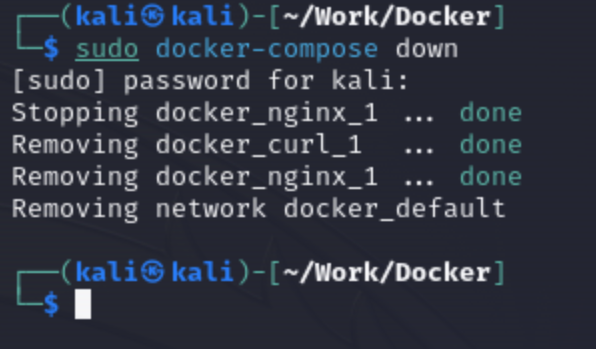 ┌──(kali㉿kali)-[~/Work/Docker]
└─$ sudo docker-compose down
[sudo] password for kali:
Stopping docker_nginx_1 ... done
Removing docker_curl_1 ... done
Removing docker_nginx_1 ... done
Removing network docker_default
┌──(kali㉿kali)-[~/Work/Docker]
└─$